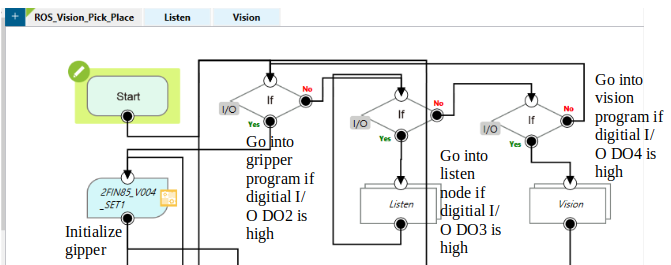 + ROS_Vision_Pick_Place Listen Vision
Start
I/O If No Yes
I/O If No Yes
I/O If No Yes
Go into
vision
program if
digitial I/
O DO4 is
high
Go into
gripper
program if
digitial I/
O DO2 is
high
Go into
listen
node if
digitial I/
O DO3 is
high
2FIN85_V004
_SET1
Listen
Vision
Initialize
gipper